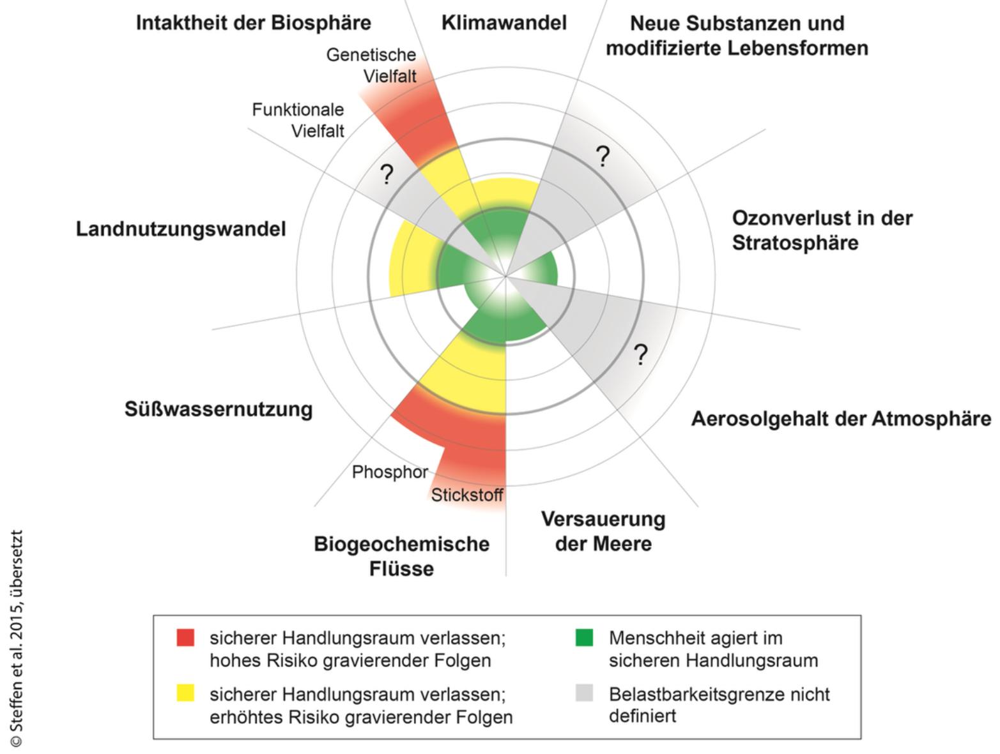 Intaktheit der Biosphäre
Klimawandel
Neue Substanzen und
modifizierte Lebensformen
Genetische
Vielfalt
Funktionale
Vielfalt
?
?
Landnutzungswandel
Ozonverlust in der
Stratosphäre
?
Süßwassernutzung
Aerosolgehalt der Atmosphäre
Phosphor
Stickstoff
Biogeochemische
Flüsse
Versauerung
der Meere
© Steffen et al. 2015, übersetzt
sicherer Handlungsraum verlassen;
hohes Risiko gravierender Folgen
sicherer Handlungsraum verlassen;
erhöhtes Risiko gravierender Folgen
Menschheit agiert im
sicheren Handlungsraum
Belastbarkeitsgrenze nicht
definiert